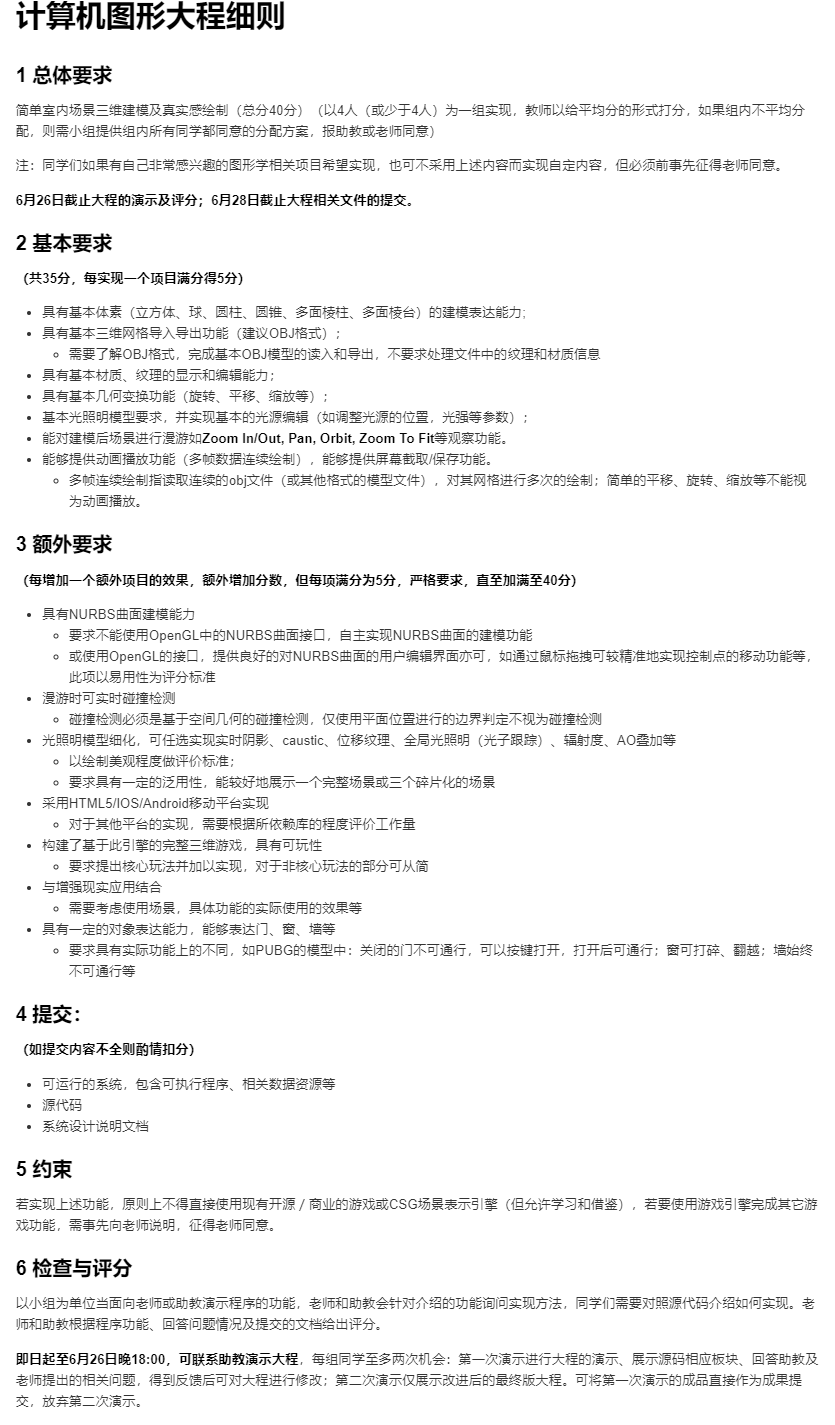 计算机图形大程细则
1 总体要求
简单室内场景三维建模及真实感绘制（总分40分）（以4人（或少于4人）为一组实现，教师以给平均分的形式打分，如果组内不平均分
配，则需小组提供组内所有同学都同意的分配方案，报助教或老师同意）
注：同学们如果有自己非常感兴趣的图形学相关项目希望实现，也可不采用上述内容而实现自定内容，但必须前事先征得老师同意。
6月26日截止大程的演示及评分；6月28日截止大程相关文件的提交。
2 基本要求
（共35分，每实现一个项目满分得5分）
• 具有基本体素（立方体、球、圆柱、圆锥、多面棱柱、多面棱台）的建模表达能力；
• 具有基本三维网格导入导出功能（建议OBJ格式）；
◦ 需要了解OBJ格式，完成基本OBJ模型的读入和导出，不要求处理文件中的纹理和材质信息
• 具有基本材质、纹理的显示和编辑能力；
• 具有基本几何变换功能（旋转、平移、缩放等）；
• 基本光照明模型要求，并实现基本的光源编辑（如调整光源的位置，光强等参数）；
• 能对建模后场景进行漫游如Zoom In/Out, Pan, Orbit, Zoom To Fit等观察功能。
• 能够提供动画播放功能（多帧数据连续绘制），能够提供屏幕截取/保存功能。
◦ 多帧连续绘制指读取连续的obj文件（或其他格式的模型文件），对其网格进行多次的绘制；简单的平移、旋转、缩放等不能视
为动画播放。
3 额外要求
（每增加一个额外项目的效果，额外增加分数，但每项满分为5分，严格要求，直至加满至40分）
• 具有NURBS曲面建模能力
◦ 要求不能使用OpenGL中的NURBS曲面接口，自主实现NURBS曲面的建模功能
◦ 或使用OpenGL的接口，提供良好的对NURBS曲面的用户编辑界面亦可，如通过鼠标拖拽可较精准地实现控制点的移动功能等，
此项以易用性为评分标准
• 漫游时可实时碰撞检测
◦ 碰撞检测必须是基于空间几何的碰撞检测，仅使用平面位置进行的边界判定不视为碰撞检测
• 光照明模型细化，可任选实现实时阴影、caustic、位移纹理、全局光照明（光子跟踪）、辐射度、AO叠加等
◦ 以绘制美观程度做评价标准；
◦ 要求具有一定的泛用性，能较好地展示一个完整场景或三个碎片化的场景
• 采用HTML5/IOS/Android移动平台实现
◦ 对于其他平台的实现，需要根据所依赖库的程度评价工作量
• 构建了基于此引擎的完整三维游戏，具有可玩性
◦ 要求提出核心玩法并加以实现，对于非核心玩法的部分可从简
• 与增强现实应用结合
◦ 需要考虑使用场景，具体功能的实际使用的效果等
• 具有一定的对象表达能力，能够表达门、窗、墙等
◦ 要求具有实际功能上的不同，如PUBG的模型中：关闭的门不可通行，可以按键打开，打开后可通行；窗可打碎、翻越；墙始终
不可通行等
4 提交：
（如提交内容不全则酌情扣分）
• 可运行的系统，包含可执行程序、相关数据资源等
• 源代码
• 系统设计说明文档
5 约束
若实现上述功能，原则上不得直接使用现有开源 / 商业的游戏或CSG场景表示引擎（但允许学习和借鉴），若要使用游戏引擎完成其它游
戏功能，需事先向老师说明，征得老师同意。
6 检查与评分
以小组为单位当面向老师或助教演示程序的功能，老师和助教会针对介绍的功能询问实现方法，同学们需要对照源代码介绍如何实现。老
师和助教根据程序功能、回答问题情况及提交的文档给出评分。
即日起至6月26日晚18:00，可联系助教演示大程，每组同学至多两次机会：第一次演示进行大程的演示、展示源码相应板块、回答助教及
老师提出的相关问题，得到反馈后可对大程进行修改；第二次演示仅展示改进后的最终版大程。可将第一次演示的成品直接作为成果提
交，放弃第二次演示。